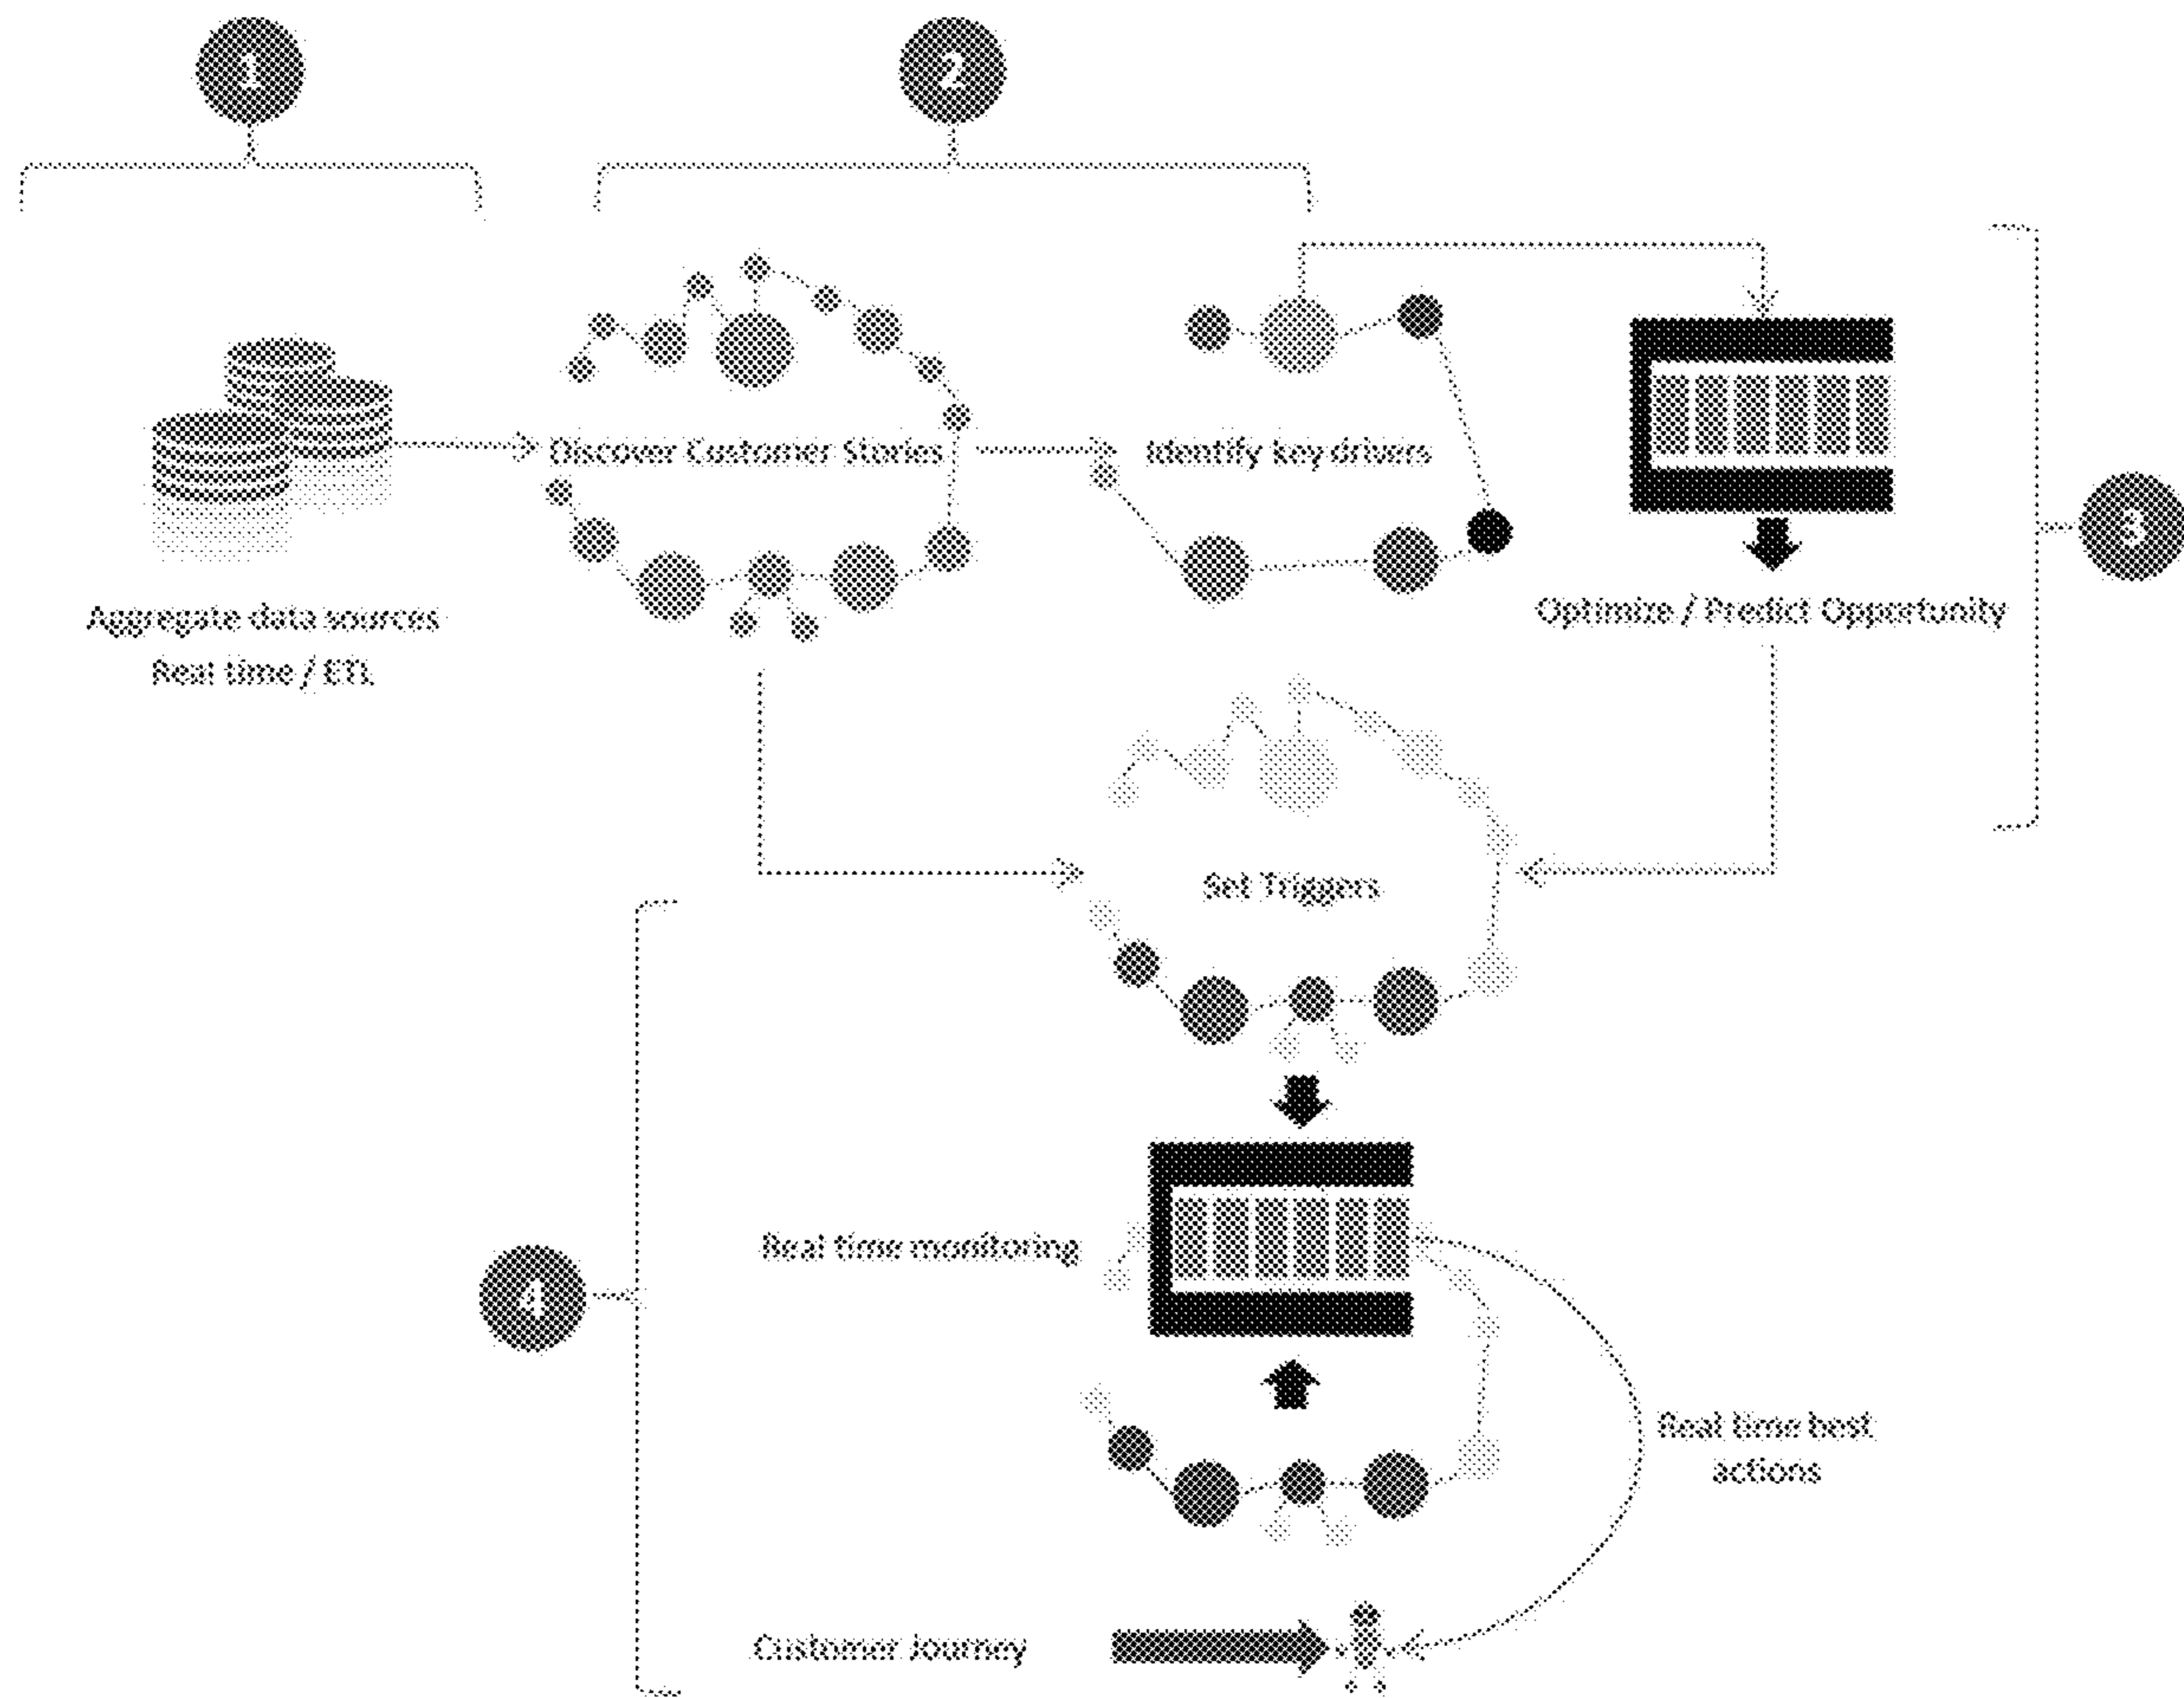 1
2
Discover Customer Stories
Identify key drivers
3
Aggregate data sources
Real time / ETL
Optimize / Predict Opportunity
Set Triggers
Real time monitoring
4
Real time best
actions
Customer Journey